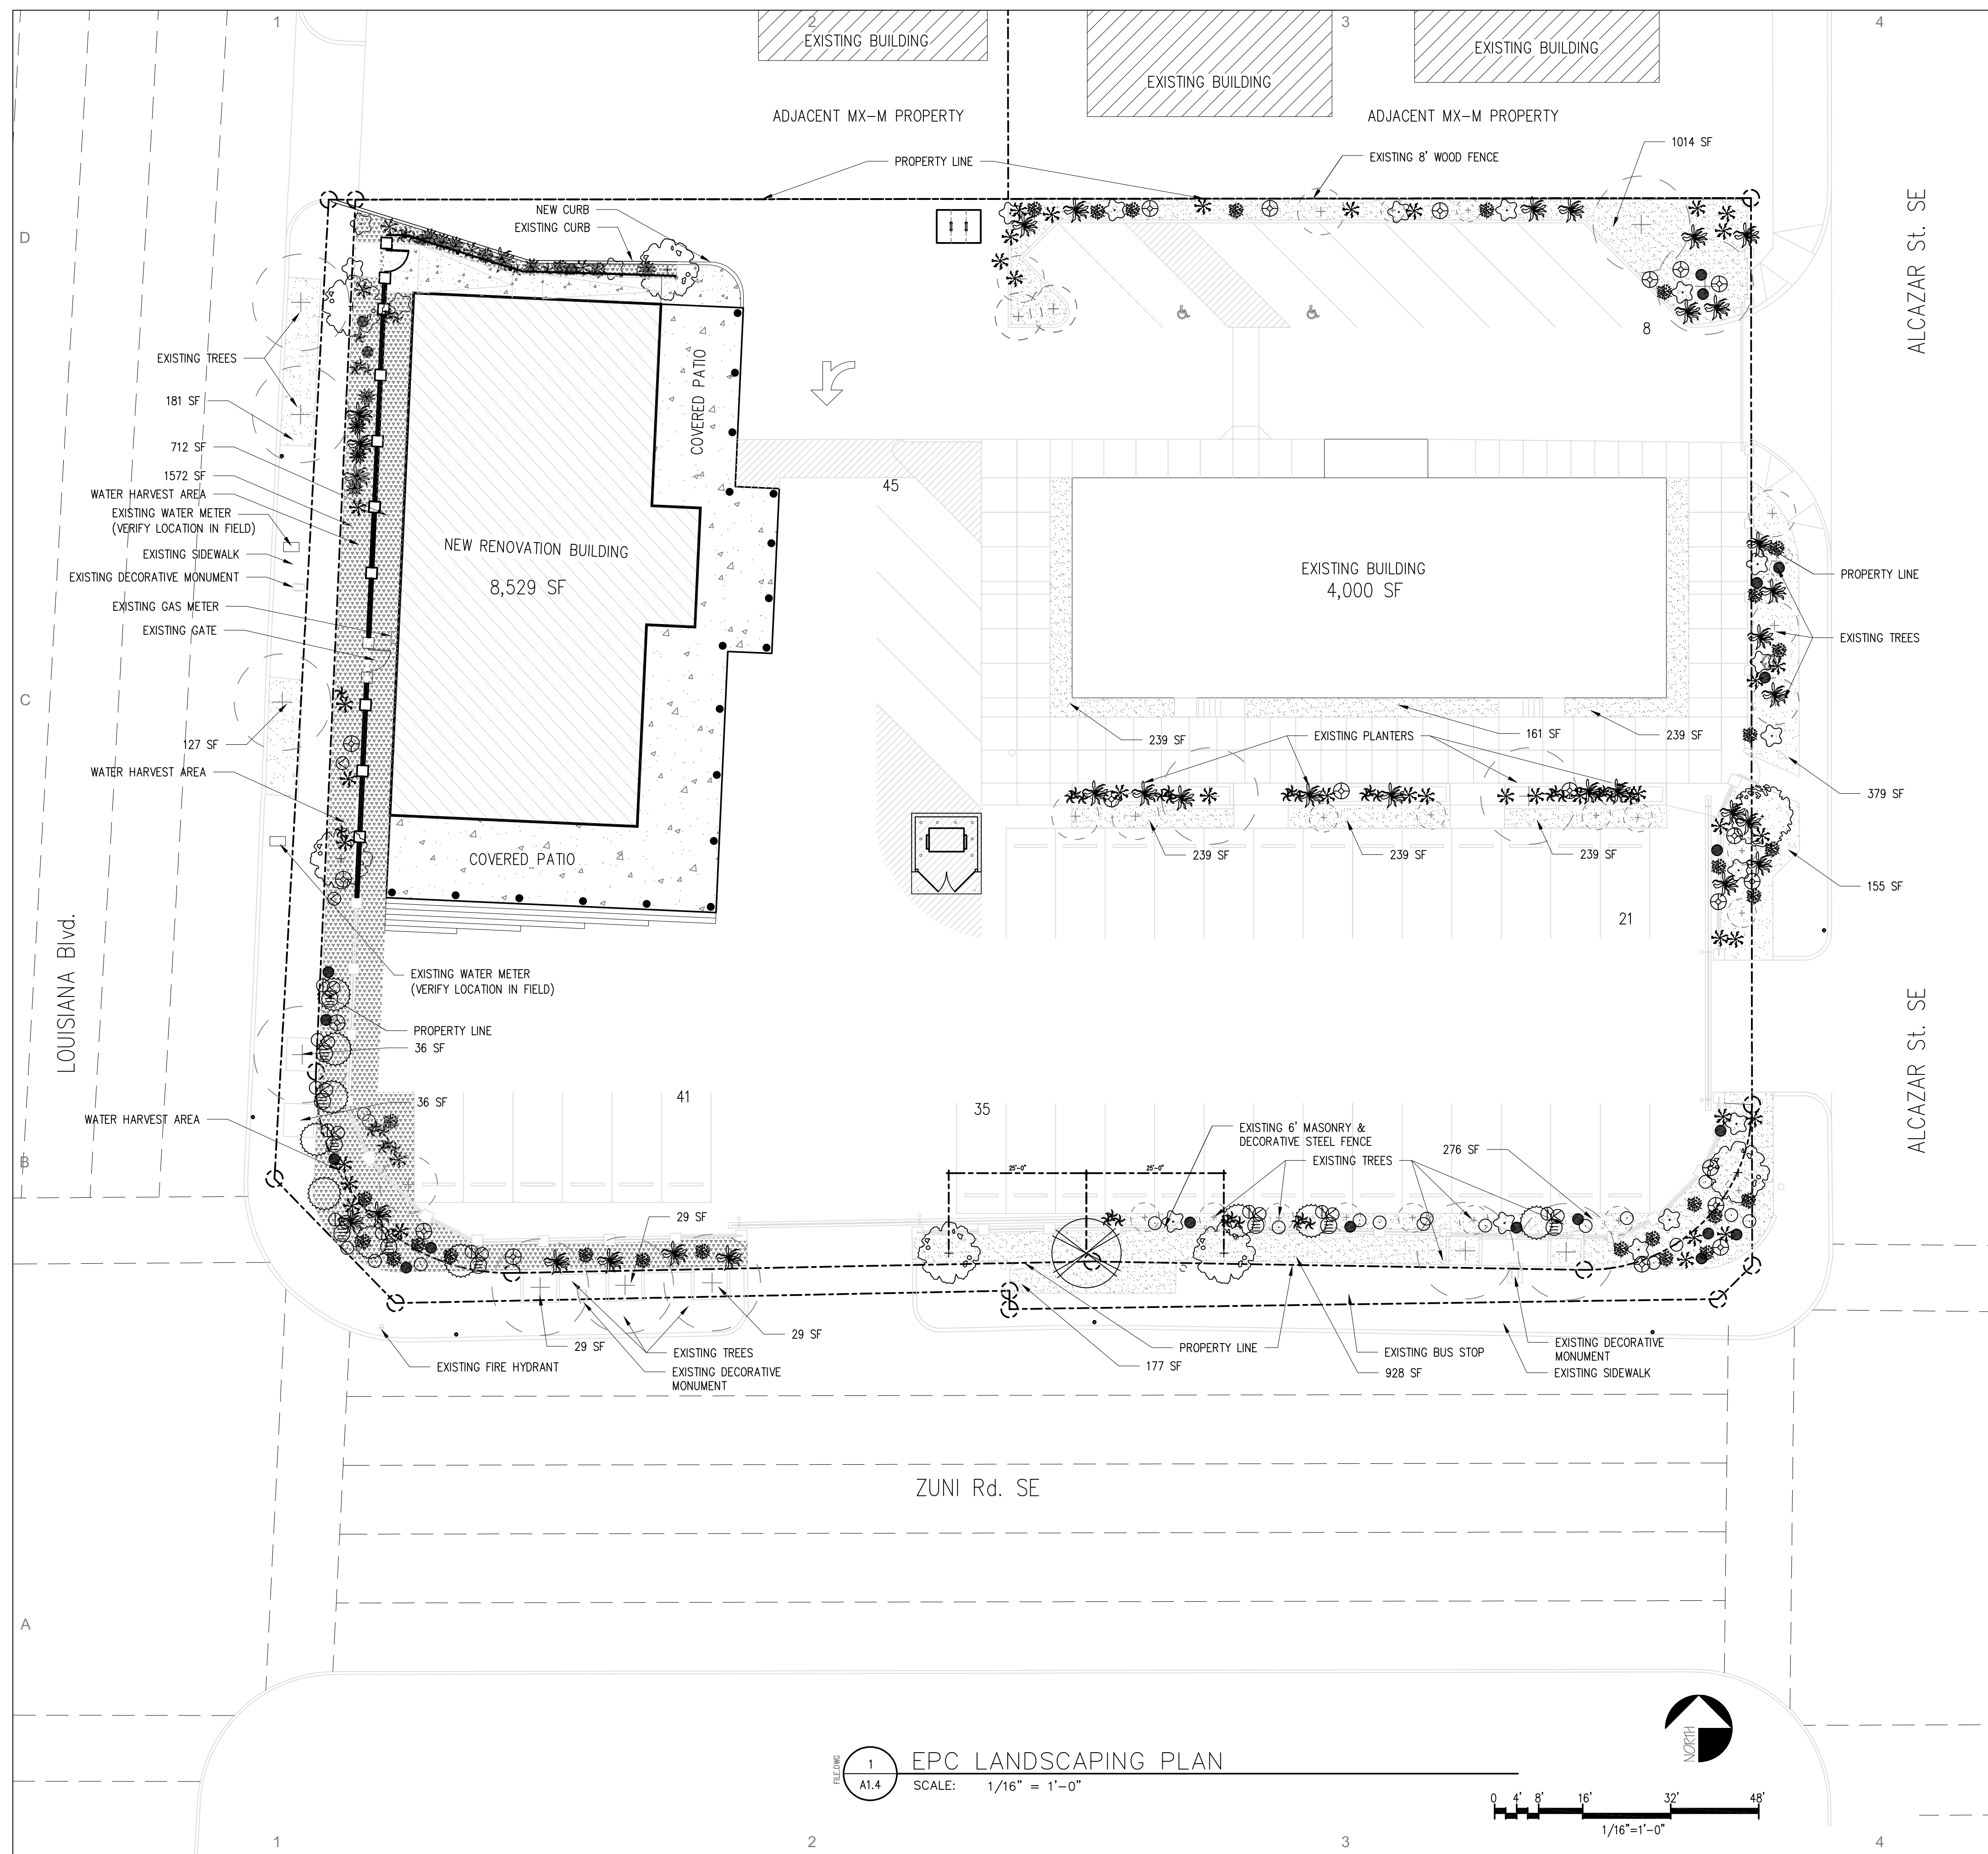 1
2
3
4
EXISTING BUILDING
EXISTING BUILDING
EXISTING BUILDING
ADJACENT MX-M PROPERTY
ADJACENT MX-M PROPERTY
1014 SF
PROPERTY LINE
EXISTING 8' WOOD FENCE
D
NEW CURB
EXISTING CURB
ALCAZAR St. SE
8
EXISTING TREES
COVERED PATIO
181 SF
712 SF
1572 SF
WATER HARVEST AREA
EXISTING WATER METER
(VERIFY LOCATION IN FIELD)
EXISTING SIDEWALK
EXISTING DECORATIVE MONUMENT
EXISTING GAS METER
EXISTING GATE
45
NEW RENOVATION BUILDING
8,529 SF
EXISTING BUILDING
4,000 SF
PROPERTY LINE
EXISTING TREES
C
127 SF
WATER HARVEST AREA
239 SF
EXISTING PLANTERS
161 SF
239 SF
379 SF
COVERED PATIO
239 SF
239 SF
239 SF
155 SF
21
LOUISIANA Blvd.
EXISTING WATER METER
(VERIFY LOCATION IN FIELD)
PROPERTY LINE
36 SF
ALCAZAR St. SE
36 SF
41
35
WATER HARVEST AREA
EXISTING 6' MASONRY &
DECORATIVE STEEL FENCE
276 SF
EXISTING TREES
B
25'-0"
25'-0"
29 SF
29 SF
29 SF
EXISTING TREES
EXISTING FIRE HYDRANT
EXISTING DECORATIVE
MONUMENT
PROPERTY LINE
177 SF
EXISTING BUS STOP
928 SF
EXISTING DECORATIVE
MONUMENT
EXISTING SIDEWALK
ZUNI Rd. SE
A
NORTH
FILE.DWG
1
A1.4
EPC LANDSCAPING PLAN
SCALE: 1/16" = 1'-0"
0 4' 8' 16' 32' 48'
1/16"=1'-0"
1
2
3
4